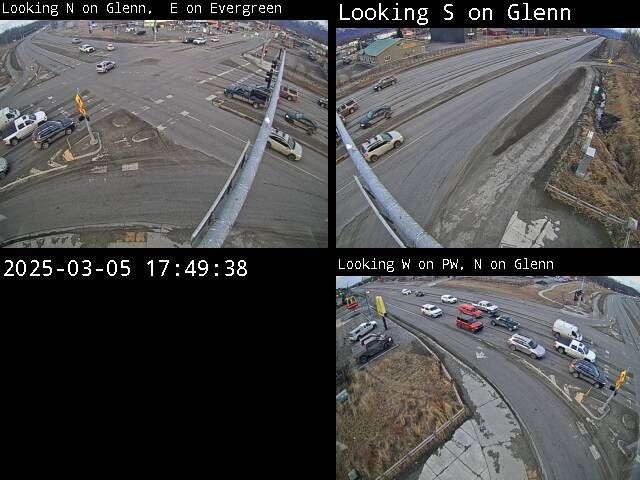 Looking N on Glenn,  E on Evergreen
Looking S on Glenn
2025-03-05 17:49:38
Looking W on PW, N on Glenn